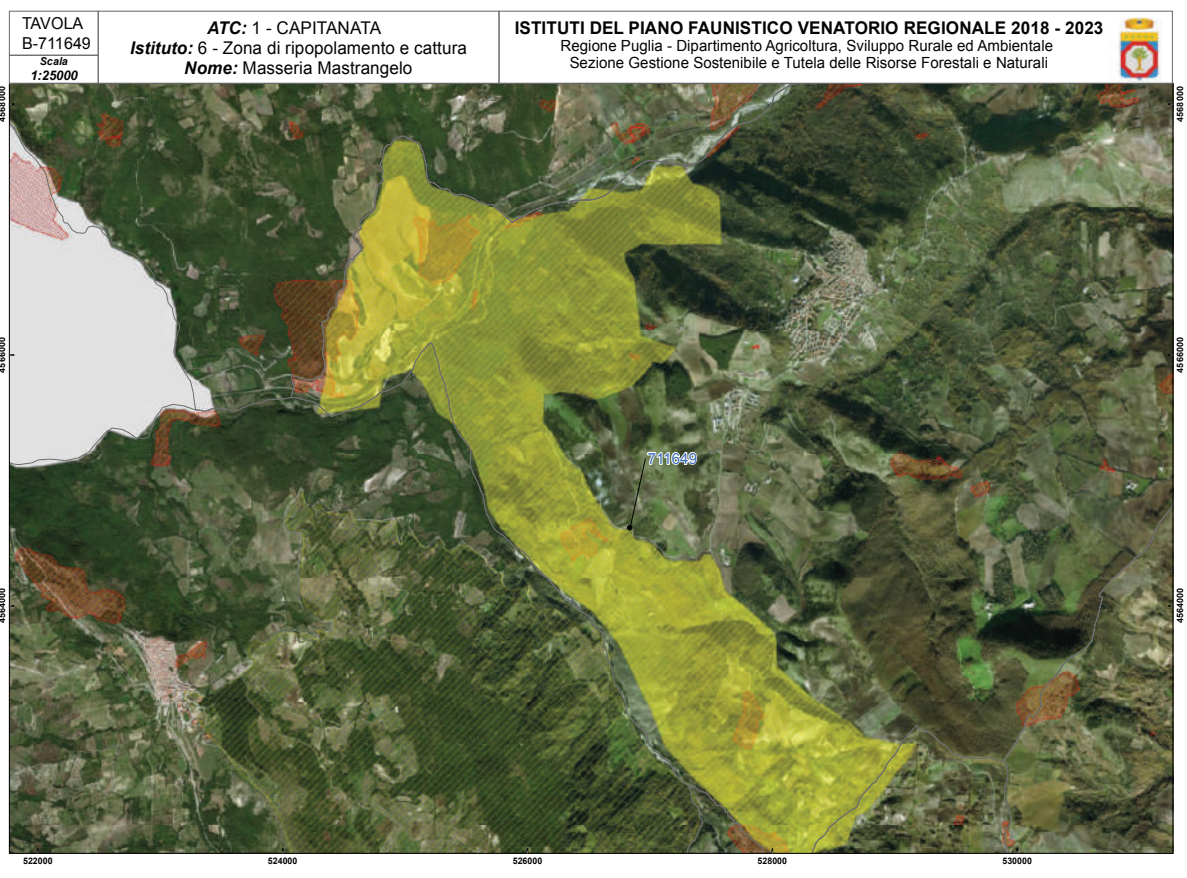 TAVOLA
B-711649
Scala
1:25000
ATC: 1 - CAPITANATA
Istituto: 6 - Zona di ripopolamento e cattura
Nome: Masseria Mastrangelo
ISTITUTI DEL PIANO FAUNISTICO VENATORIO REGIONALE 2018 - 2023
Regione Puglia - Dipartimento Agricoltura, Sviluppo Rurale ed Ambientale
Sezione Gestione Sostenibile e Tutela delle Risorse Forestali e Naturali
4568000
4568000
4566000
4566000
711649
4564000
4564000
522000
524000
526000
528000
530000